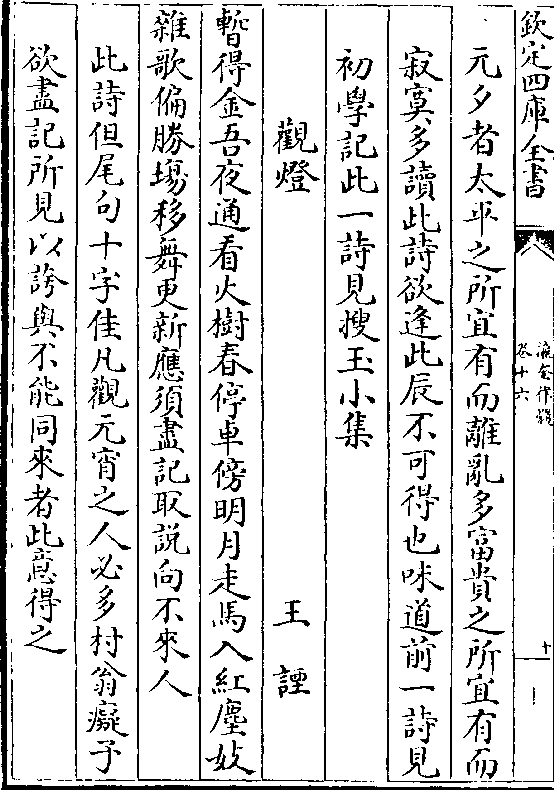 欽定四庫全書
瀛奎律髓
卷十六
十
元夕者太平之所宜有而離亂多富貴之所宜有而
寂寞多讀此詩欲逢此辰不可得也味道前一詩見
初學記此一詩見搜玉小集
觀燈 王諲
暫得金吾夜通看火樹春停車傍明月走馬入紅塵妓
雜歌偏勝塲移舞更新應須盡記取說向不來人
此詩但尾句十字佳凡觀元宵之人必多村翁癡子
欲盡記所見以誇與不能同來者此意得之